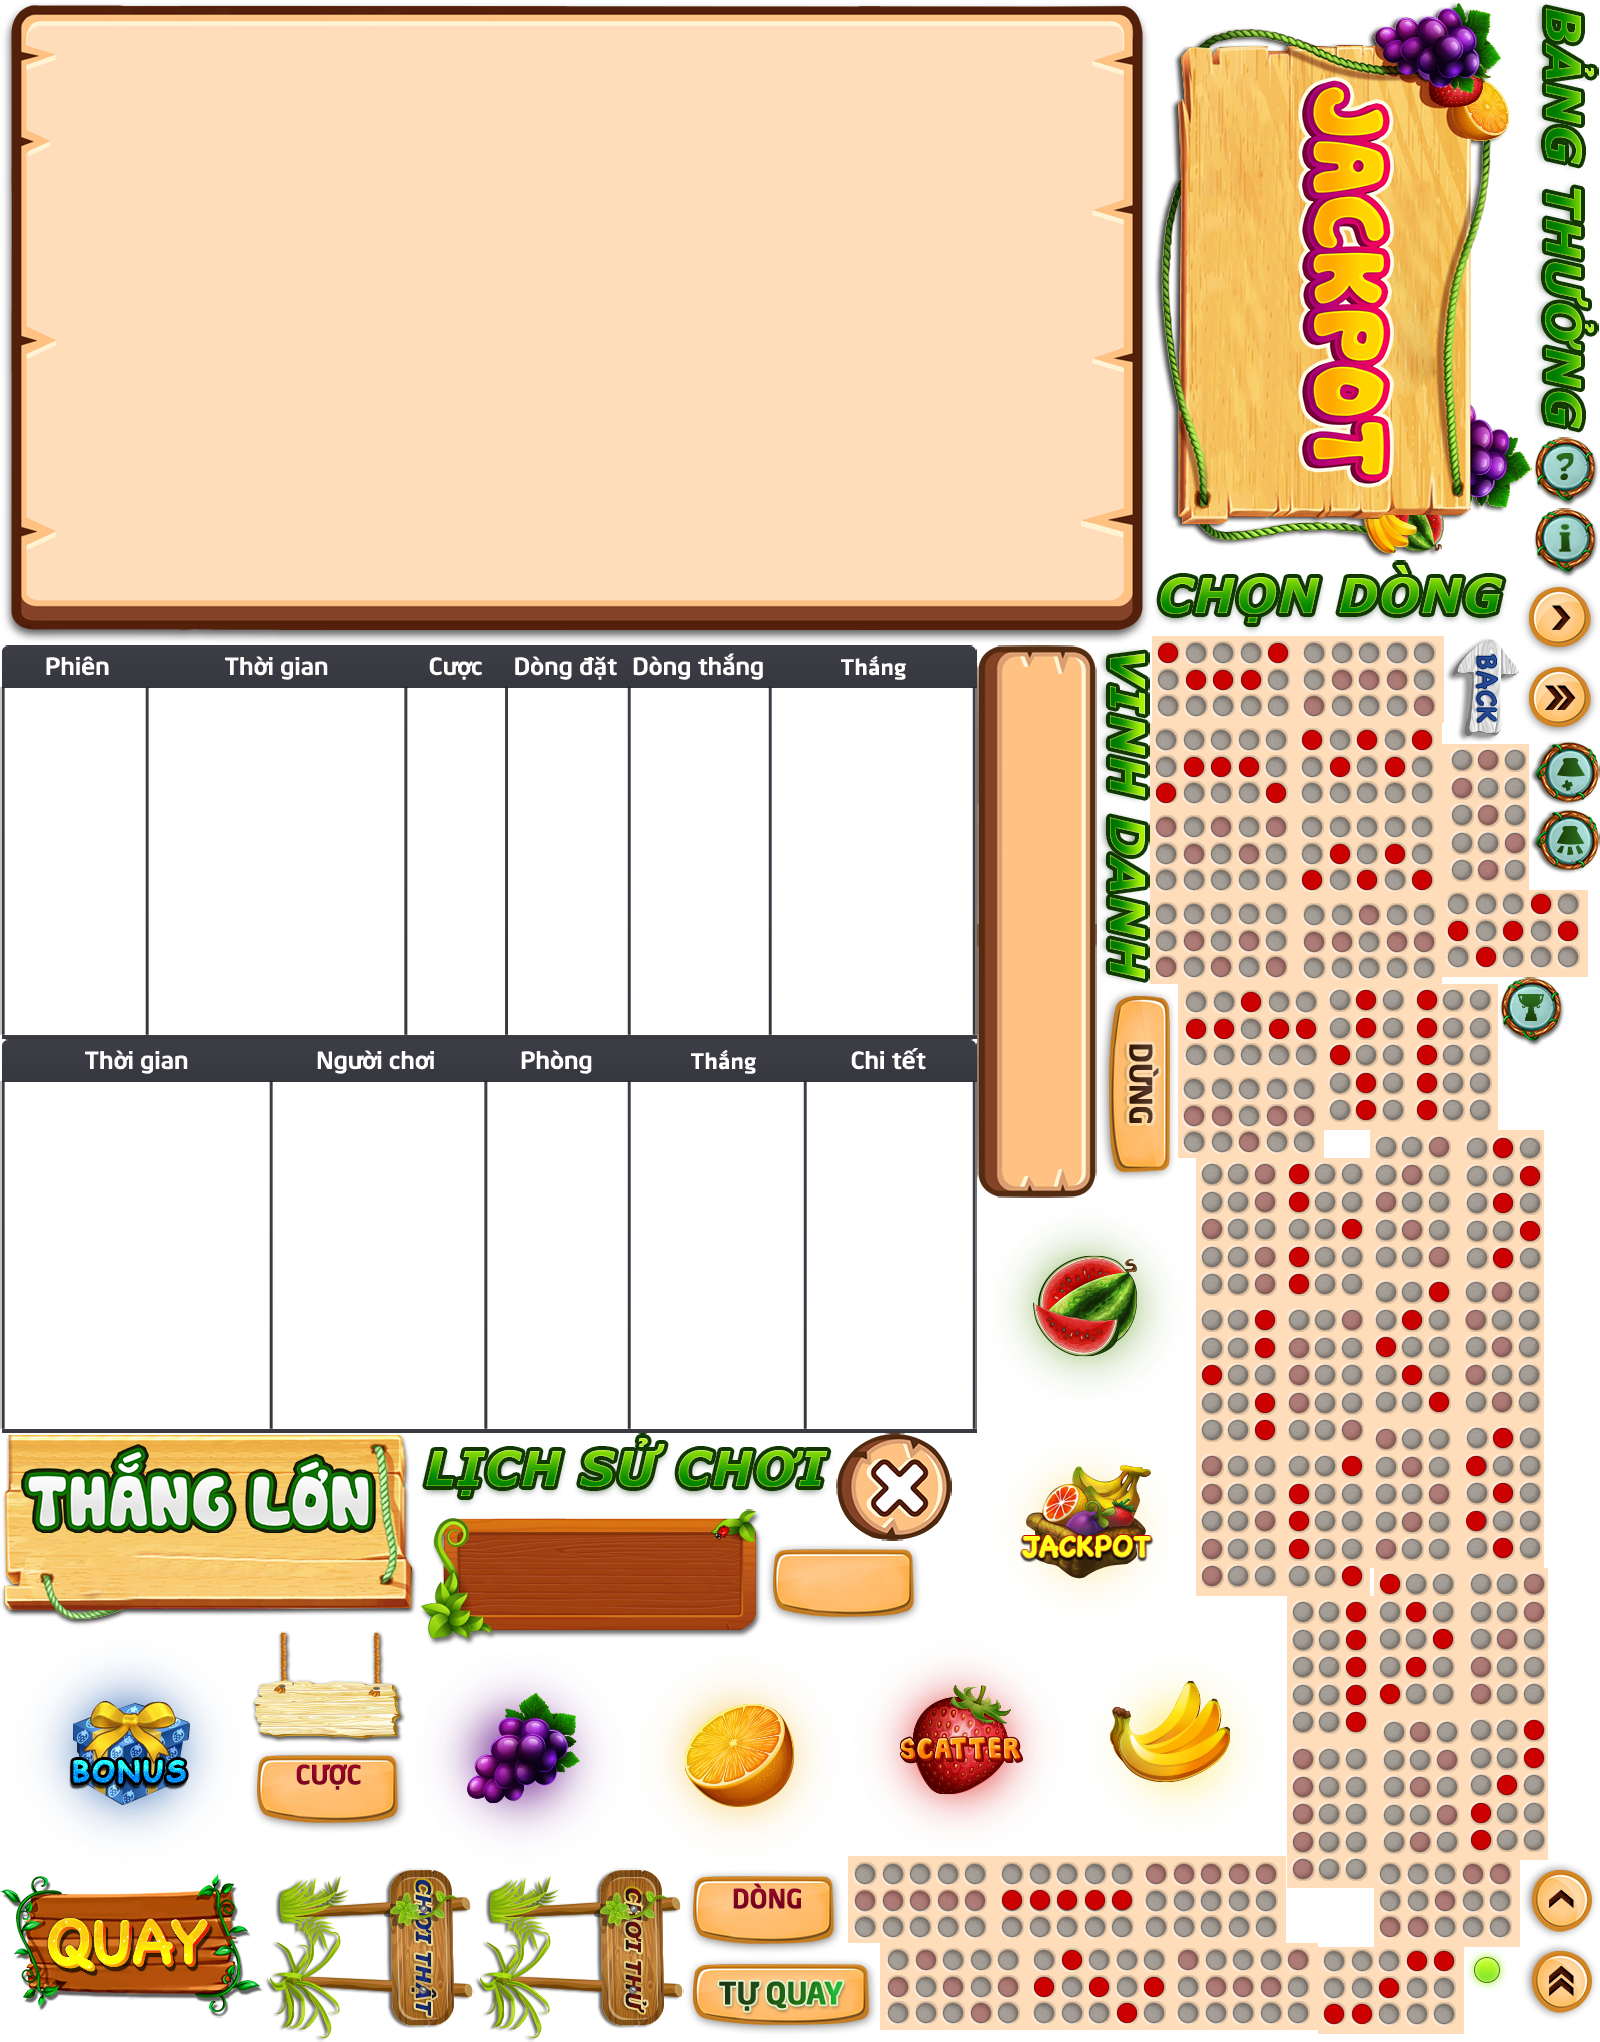 JACKPOT
BẢNG THƯỞNG
?
i
CHỌN DÒNG
BACK
Phiên Thời gian Cược Dòng đặt Dòng thắng Thắng
VINH DANH
DỪNG
Thời gian Người chơi Phòng Thắng Chi tết
THẮNG LỚN
LỊCH SỬ CHƠI
JACKPOT
BONUS
CƯỢC
SCATTER
QUAY
CHƠI THẬT
CHƠI THỬ
DÒNG
TỰ QUAY